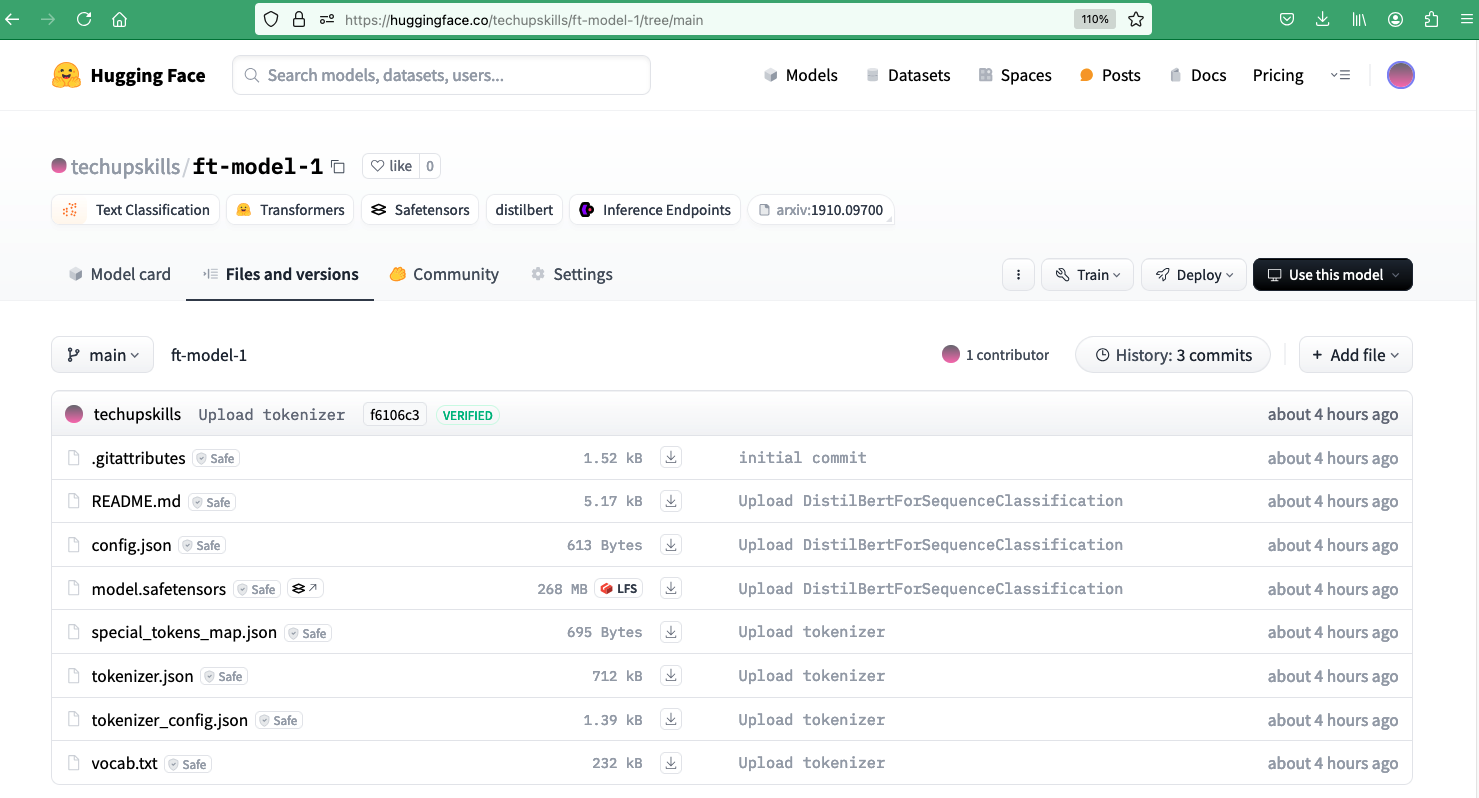 https://huggingface.co/techupskills/ft-model-1/tree/main 110%
Hugging Face Search models, datasets, users... Models Datasets Spaces Posts Docs Pricing
techupskills/ft-model-1 like 0
Text Classification Transformers Safetensors distilbert Inference Endpoints arxiv:1910.09700
Model card Files and versions Community Settings Train Deploy Use this model
main ft-model-1 1 contributor History: 3 commits + Add file
techupskills Upload tokenizer f6106c3 VERIFIED about 4 hours ago
.gitattributes Safe 1.52 kB initial commit about 4 hours ago
README.md Safe 5.17 kB Upload DistilBertForSequenceClassification about 4 hours ago
config.json Safe 613 Bytes Upload DistilBertForSequenceClassification about 4 hours ago
model.safetensors Safe 268 MB LFS Upload DistilBertForSequenceClassification about 4 hours ago
special_tokens_map.json Safe 695 Bytes Upload tokenizer about 4 hours ago
tokenizer.json Safe 712 kB Upload tokenizer about 4 hours ago
tokenizer_config.json Safe 1.39 kB Upload tokenizer about 4 hours ago
vocab.txt Safe 232 kB Upload tokenizer about 4 hours ago